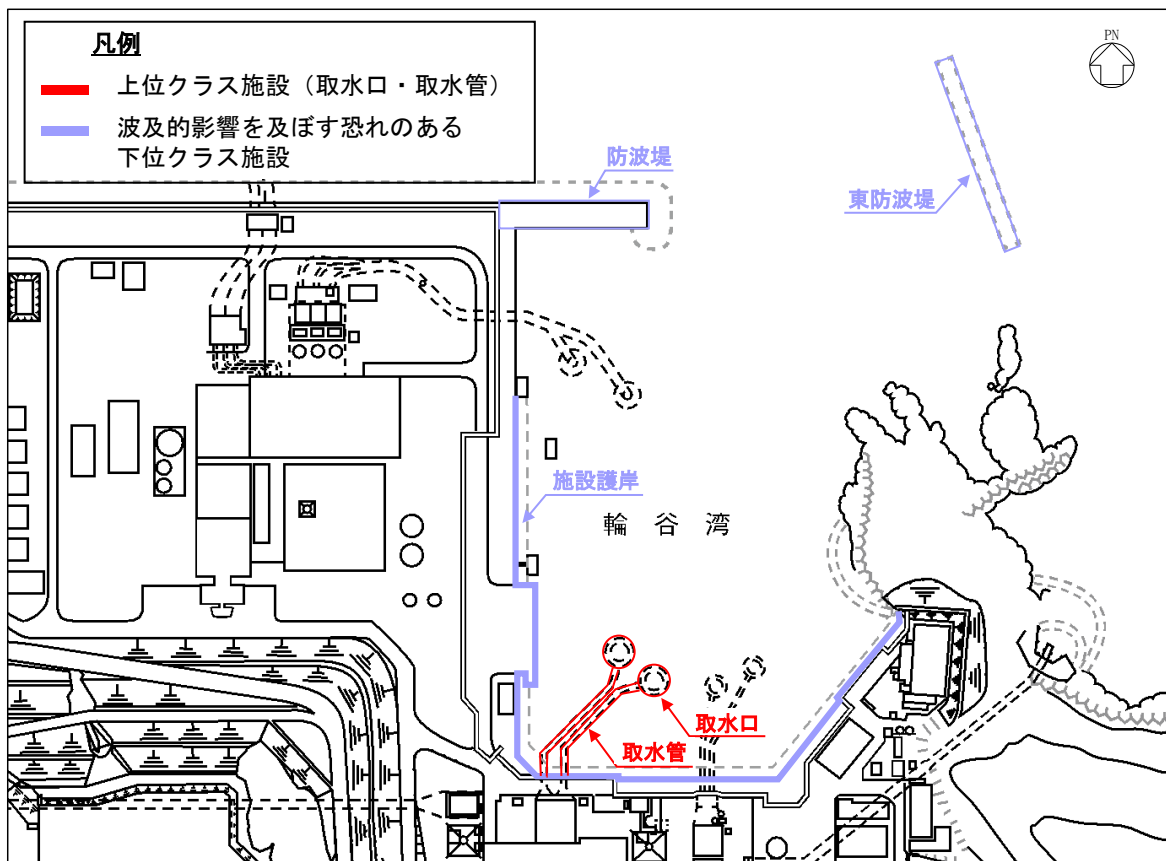 凡例
上位クラス施設（取水口・取水管）
波及的影響を及ぼす恐れのある
下位クラス施設
PN
防波堤
東防波堤
施設護岸
輪谷湾
取水口
取水管